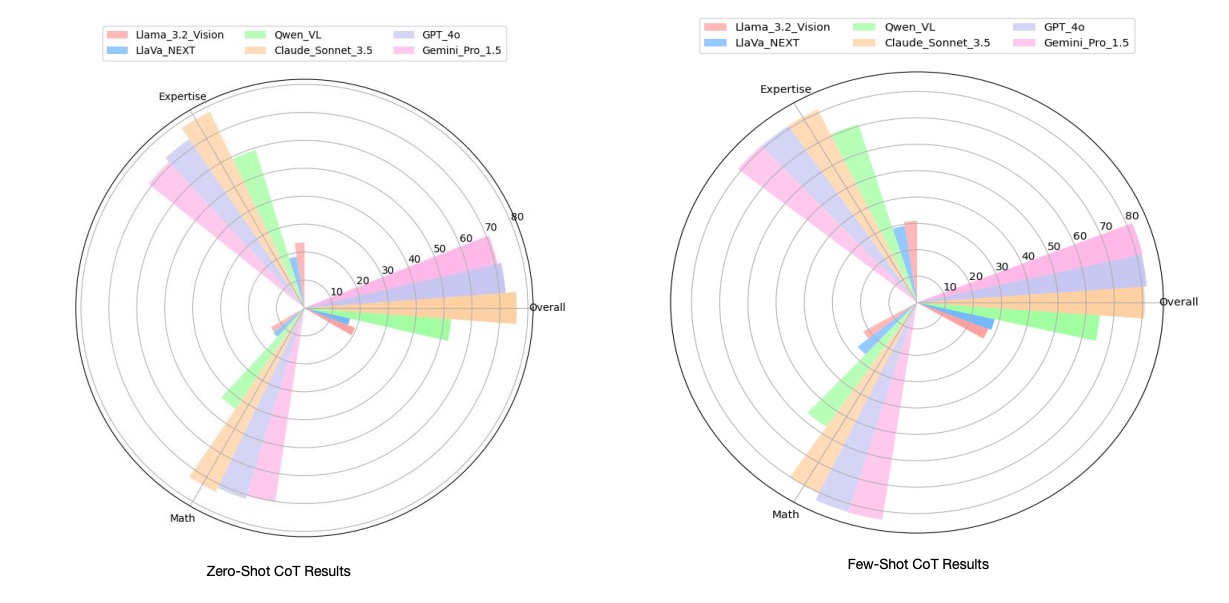 Llama_3.2_Vision Qwen_VL GPT_4o
LlaVa_NEXT Claude_Sonnet_3.5 Gemini_Pro_1.5
Expertise
80
70
60
50
40
30
20
10
Overall
Math
Zero-Shot CoT Results
Llama_3.2_Vision Qwen_VL GPT_4o
LlaVa_NEXT Claude_Sonnet_3.5 Gemini_Pro_1.5
Expertise
80
70
60
50
40
30
20
10
Overall
Math
Few-Shot CoT Results